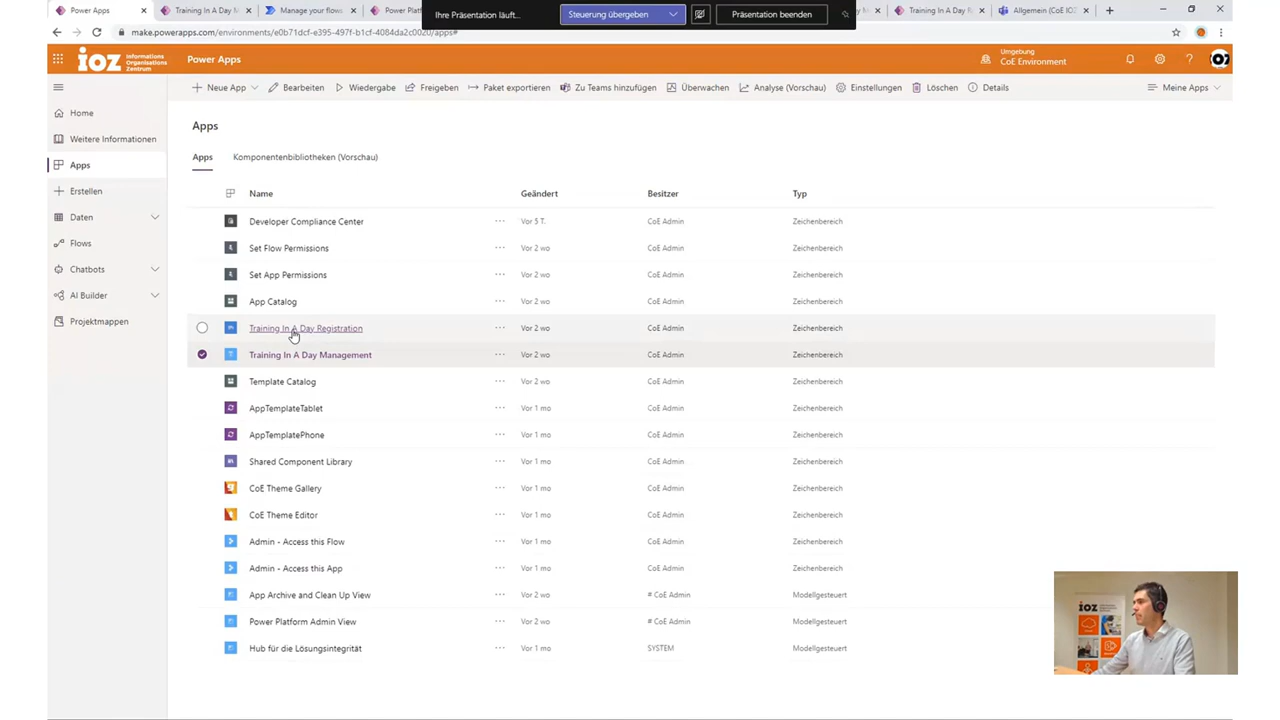 Power Apps
Training In A Day M
Manage your flows
Power Platf
Ihre Präsentation läuft...
Steuerung übergeben
Präsentation beenden
y M
Training In A Day R
Allgemein (CoE IOZ
make.powerapps.com/environments/e0b71dcf-e395-497f-b1cf-4084da2c0020/apps#
ioz
Informations
Organisations
Zentrum
Power Apps
Umgebung
CoE Environment
ioz
Neue App
Bearbeiten
Wiedergabe
Freigeben
Paket exportieren
Zu Teams hinzufügen
Überwachen
Analyse (Vorschau)
Einstellungen
Löschen
Details
Meine Apps
Home
Weitere Informationen
Apps
Erstellen
Daten
Flows
Chatbots
AI Builder
Projektmappen
Apps
Apps
Komponentenbibliotheken (Vorschau)
Name Geändert Besitzer Typ
Developer Compliance Center ... Vor 5 T. CoE Admin Zeichenbereich
Set Flow Permissions ... Vor 2 wo CoE Admin Zeichenbereich
Set App Permissions ... Vor 2 wo CoE Admin Zeichenbereich
App Catalog ... Vor 2 wo CoE Admin Zeichenbereich
Training In A Day Registration ... Vor 2 wo CoE Admin Zeichenbereich
Training In A Day Management ... Vor 2 wo CoE Admin Zeichenbereich
Template Catalog ... Vor 2 wo CoE Admin Zeichenbereich
AppTemplateTablet ... Vor 1 mo CoE Admin Zeichenbereich
AppTemplatePhone ... Vor 1 mo CoE Admin Zeichenbereich
Shared Component Library ... Vor 1 mo CoE Admin Zeichenbereich
CoE Theme Gallery ... Vor 1 mo CoE Admin Zeichenbereich
CoE Theme Editor ... Vor 1 mo CoE Admin Zeichenbereich
Admin - Access this Flow ... Vor 1 mo CoE Admin Zeichenbereich
Admin - Access this App ... Vor 1 mo CoE Admin Zeichenbereich
App Archive and Clean Up View ... Vor 2 wo # CoE Admin Modellgesteuert
Power Platform Admin View ... Vor 2 wo # CoE Admin Modellgesteuert
Hub für die Lösungsintegrität ... Vor 1 mo SYSTEM Modellgesteuert
ioz